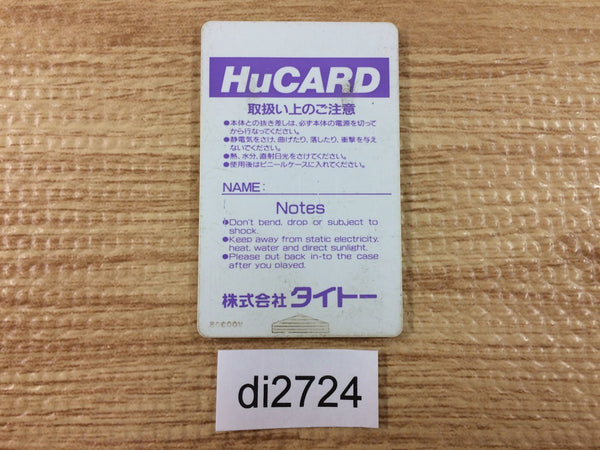 HuCARD
取扱い上のご注意
●本体との抜き差しは、必ず本体の電源を切って
から行なってください。
●静電気をさけ、曲げたり、落したり、衝撃を与え
ないでください。
●熱、水分、直射日光をさけてください。
●使用後はビニールケースに入れてください。
NAME:
Notes
●Don't bend, drop or subject to
shock.
●Keep away from static electricity,
heat, water and direct sunlight.
●Please put back in-to the case
after you played.
株式会社タイトー
di2724